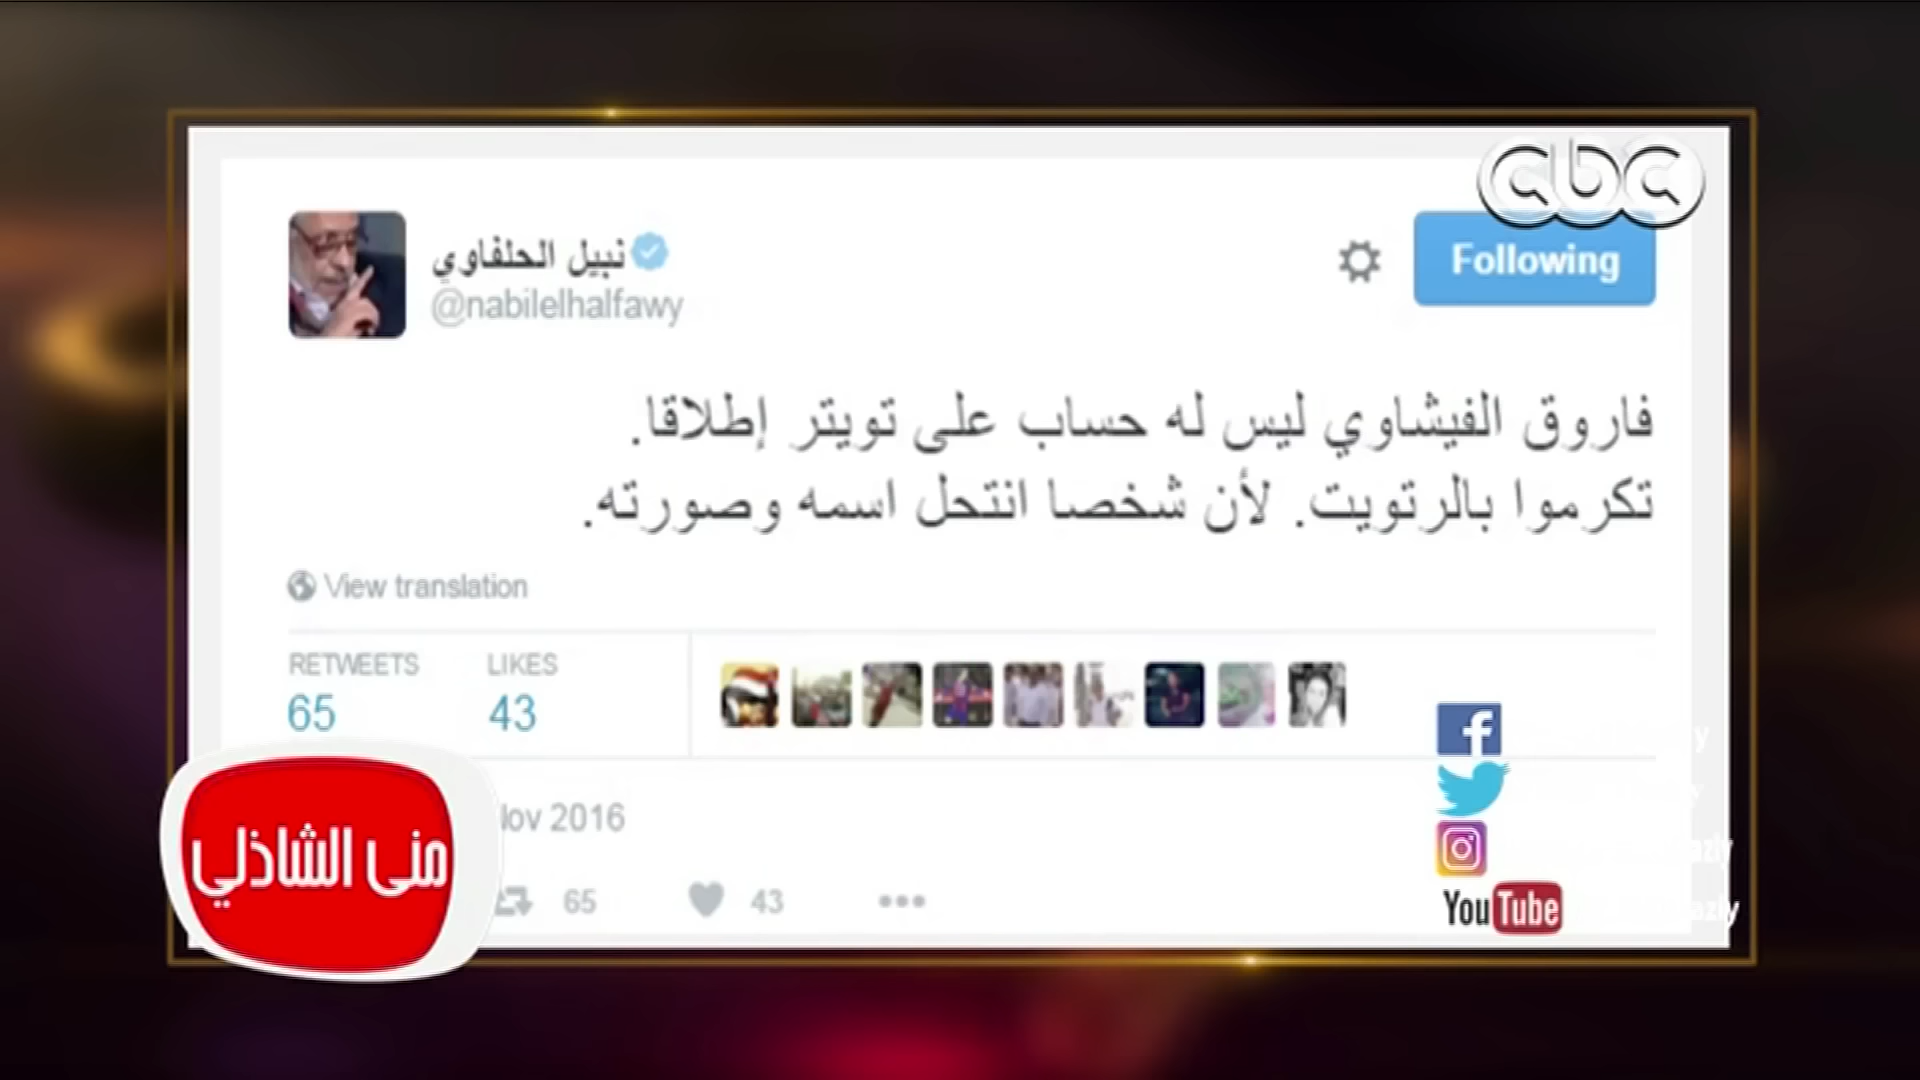 cbc
نبيل الحلفاوي
@nabilelhalfawy
Following
فاروق الفيشاوي ليس له حساب على تويتر إطلاقا.
تكرموا بالرتويت. لأن شخصا انتحل اسمه وصورته.
View translation
RETWEETS LIKES
65 43
2016
منى الشاذلي
65 43
You Tube